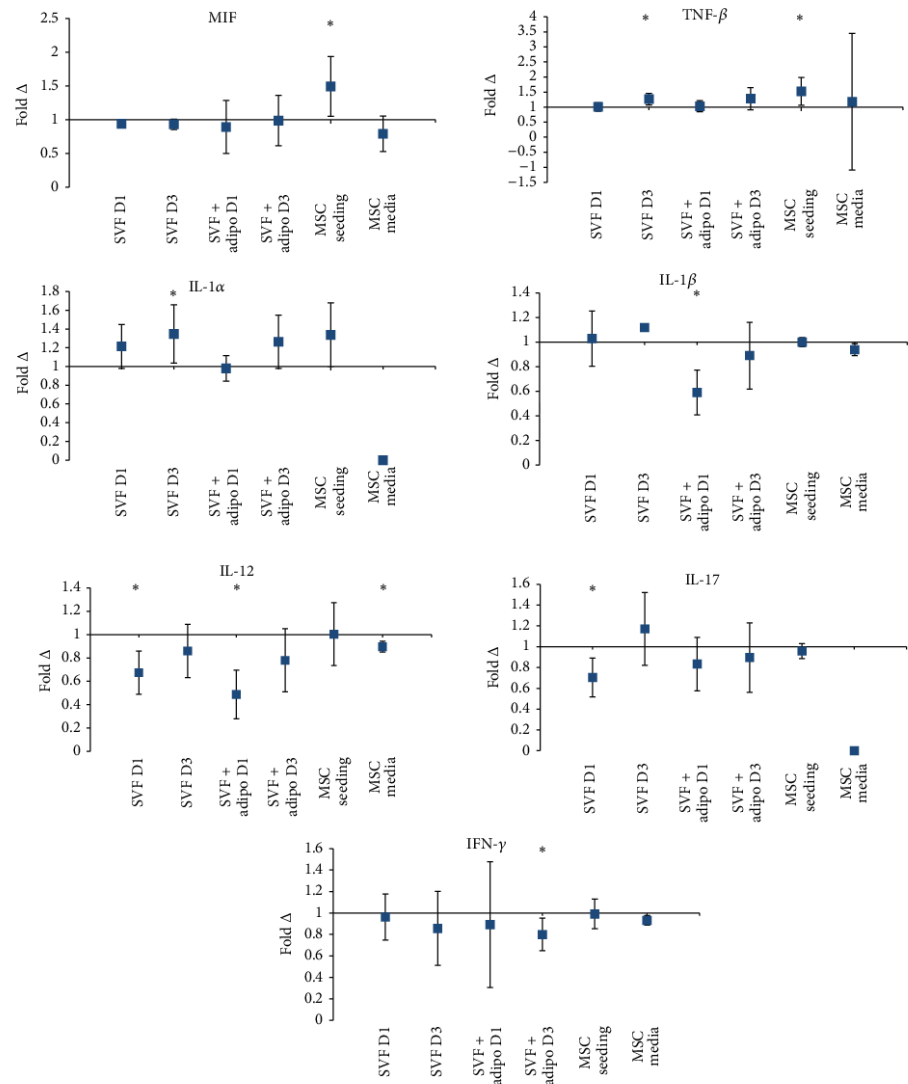 MIF
*
2.5
2
1.5
1
0.5
0
Fold Δ
SVF D1
SVF D3
SVF +
adipo D1
SVF +
adipo D3
MSC
seeding
MSC
media
TNF-β
* *
4
3.5
3
2.5
2
1.5
1
0.5
0
−0.5
−1
−1.5
Fold Δ
SVF D1
SVF D3
SVF +
adipo D1
SVF +
adipo D3
MSC
seeding
MSC
media
IL-1α
*
1.8
1.6
1.4
1.2
1
0.8
0.6
0.4
0.2
0
Fold Δ
SVF D1
SVF D3
SVF +
adipo D1
SVF +
adipo D3
MSC
seeding
MSC
media
IL-1β
*
1.4
1.2
1
0.8
0.6
0.4
0.2
0
Fold Δ
SVF D1
SVF D3
SVF +
adipo D1
SVF +
adipo D3
MSC
seeding
MSC
media
IL-12
* * *
1.4
1.2
1
0.8
0.6
0.4
0.2
0
Fold Δ
SVF D1
SVF D3
SVF +
adipo D1
SVF +
adipo D3
MSC
seeding
MSC
media
IL-17
*
1.6
1.4
1.2
1
0.8
0.6
0.4
0.2
0
Fold Δ
SVF D1
SVF D3
SVF +
adipo D1
SVF +
adipo D3
MSC
seeding
MSC
media
IFN-γ
*
1.6
1.4
1.2
1
0.8
0.6
0.4
0.2
0
Fold Δ
SVF D1
SVF D3
SVF +
adipo D1
SVF +
adipo D3
MSC
seeding
MSC
media